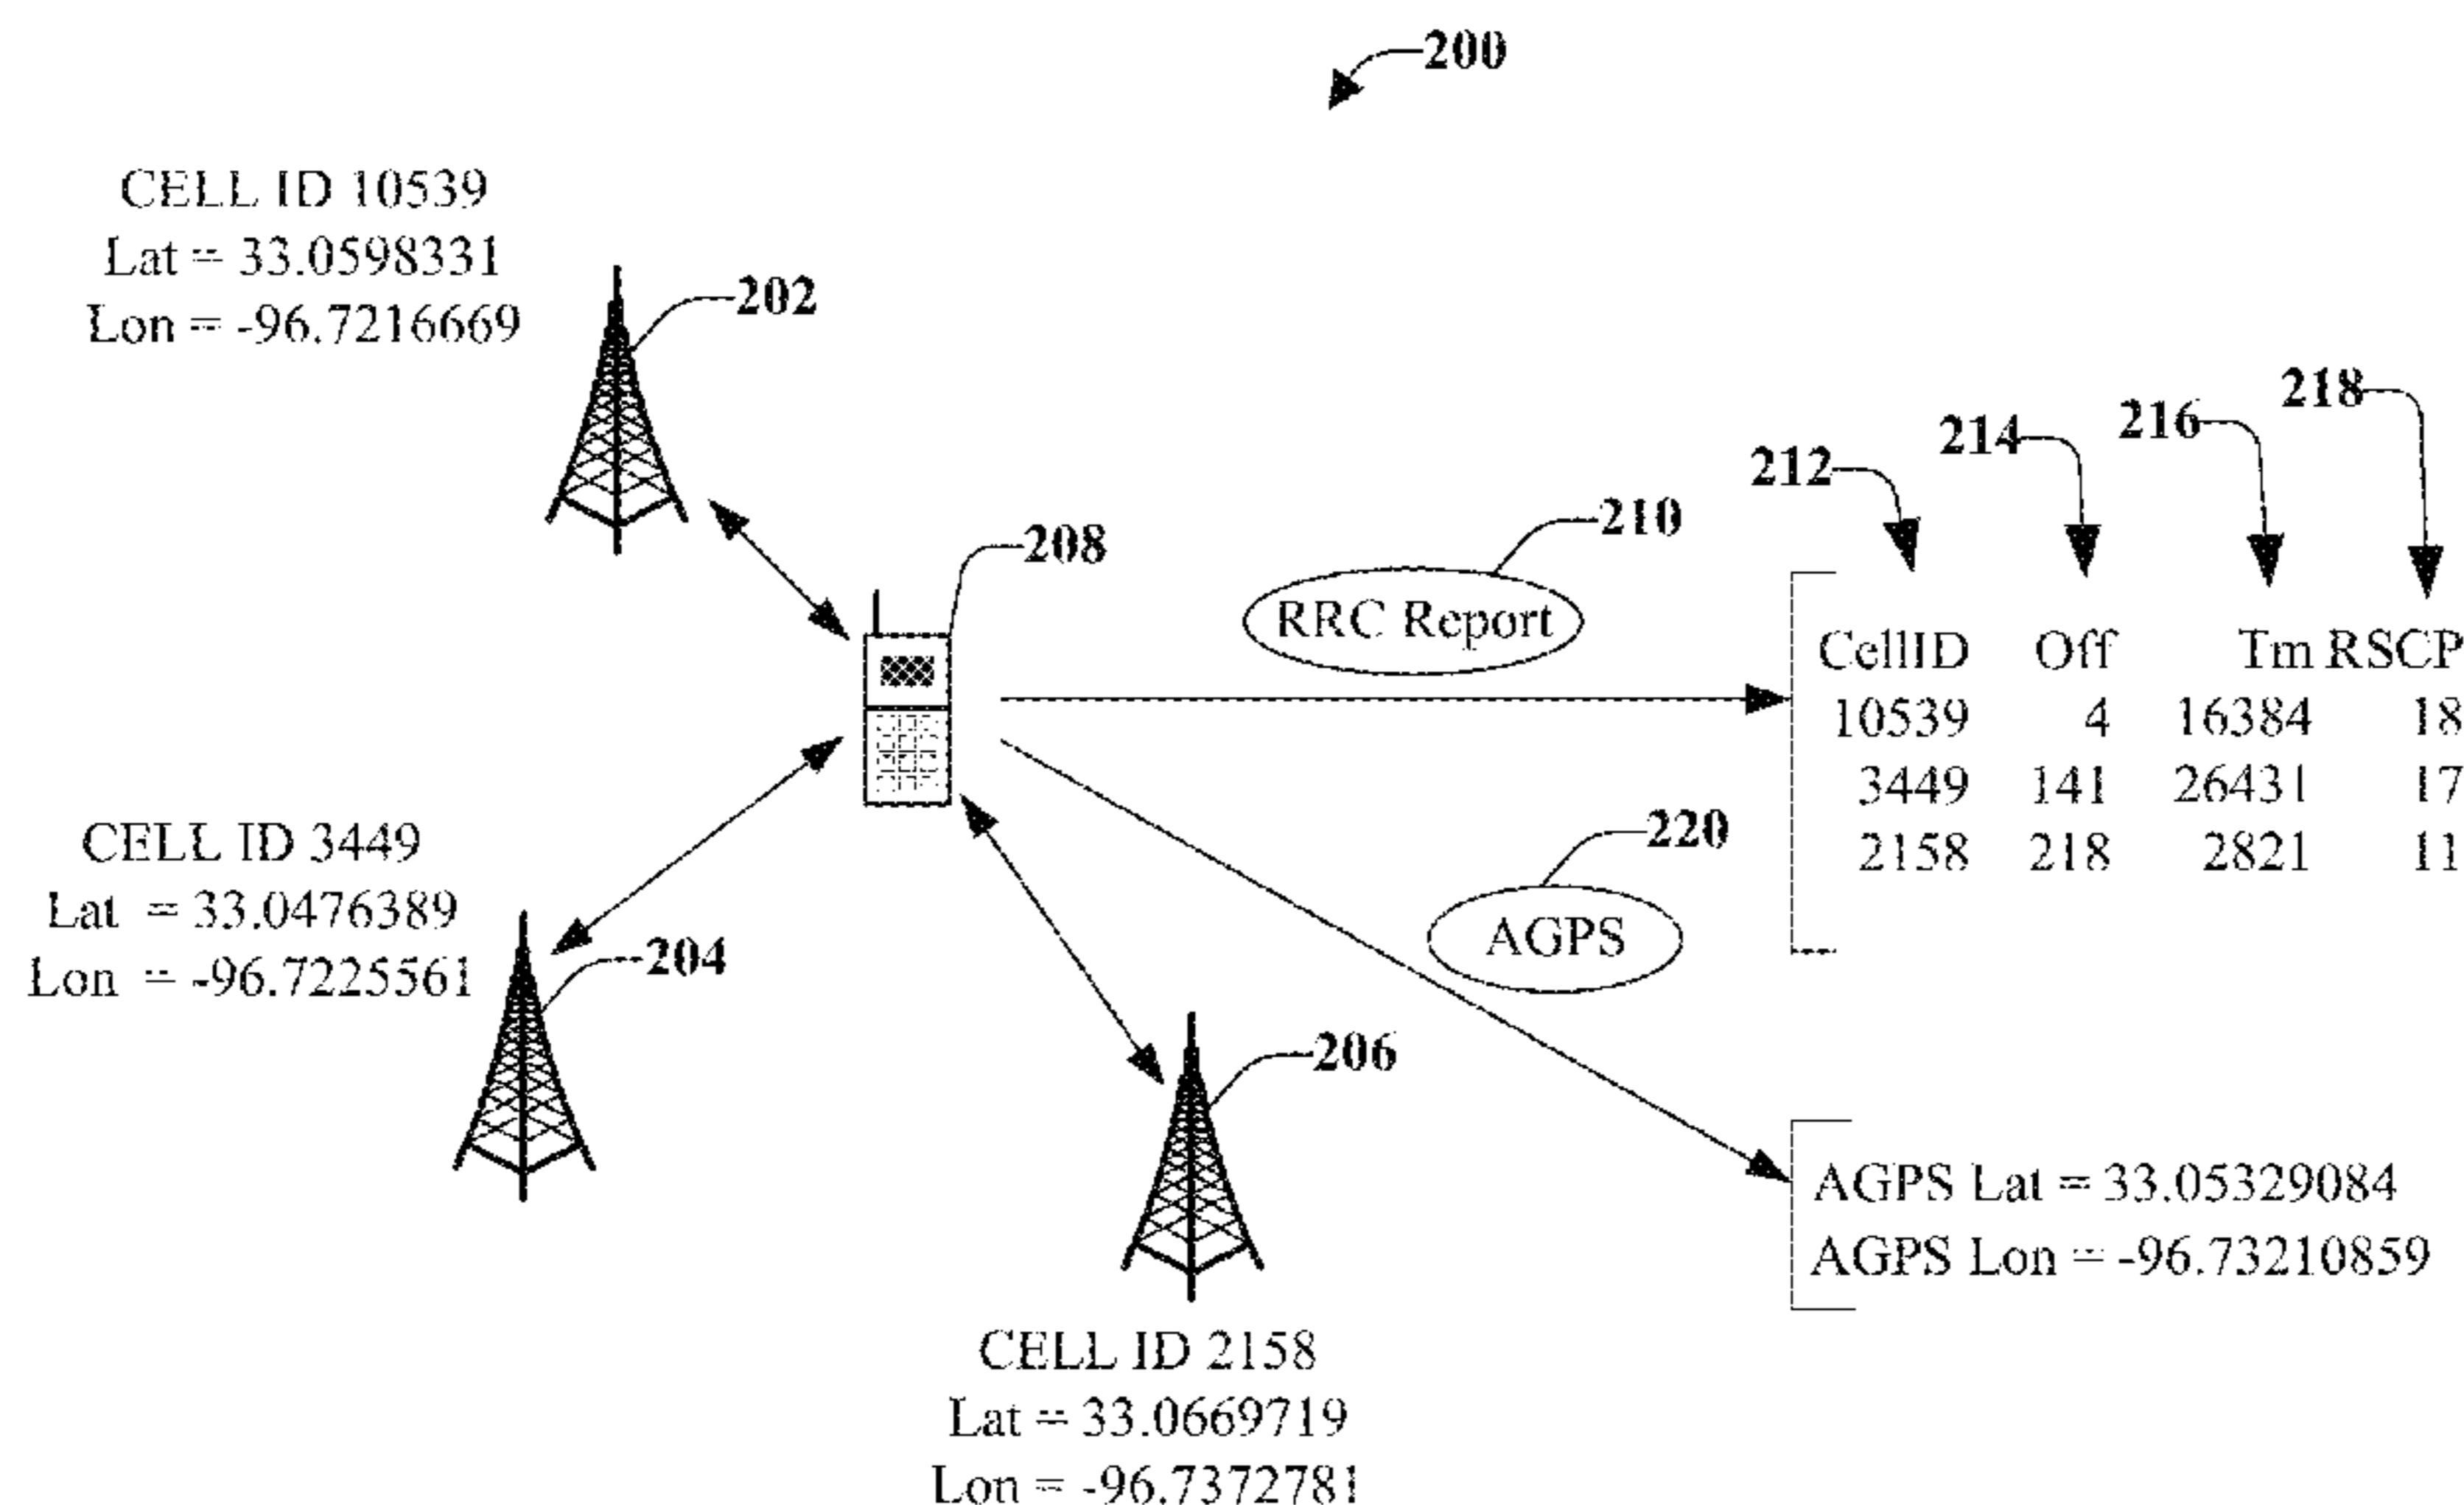 200
CELL ID 10539
Lat = 33.0598331
Lon = -96.7216669
202
208
210
RRC Report
212
214
216
218
CellID Off Tm RSCP
10539 4 16384 18
3449 141 26431 17
2158 218 2821 11
220
AGPS
CELL ID 3449
Lat = 33.0476389
Lon = -96.7225561
204
206
AGPS Lat = 33.05329084
AGPS Lon = -96.73210859
CELL ID 2158
Lat = 33.0669719
Lon = -96.7372781